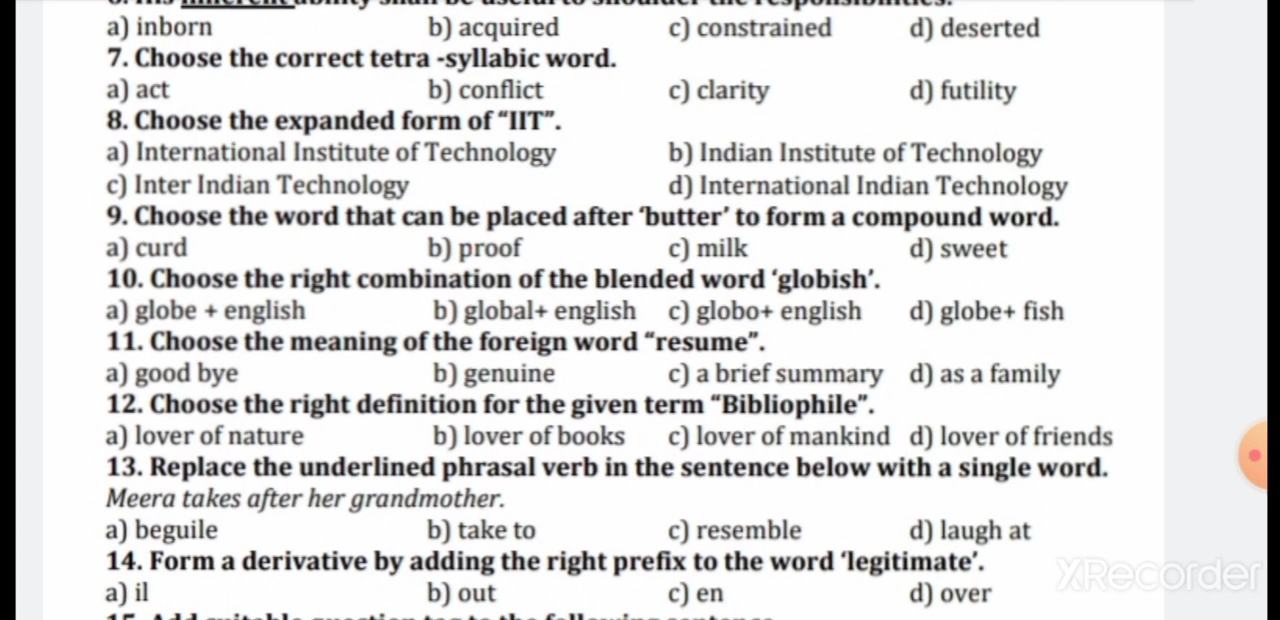 a) inborn b) acquired c) constrained d) deserted
7. Choose the correct tetra -syllabic word.
a) act b) conflict c) clarity d) futility
8. Choose the expanded form of “IIT”.
a) International Institute of Technology b) Indian Institute of Technology
c) Inter Indian Technology d) International Indian Technology
9. Choose the word that can be placed after ‘butter’ to form a compound word.
a) curd b) proof c) milk d) sweet
10. Choose the right combination of the blended word ‘globish’.
a) globe + english b) global+ english c) globo+ english d) globe+ fish
11. Choose the meaning of the foreign word “resume”.
a) good bye b) genuine c) a brief summary d) as a family
12. Choose the right definition for the given term “Bibliophile”.
a) lover of nature b) lover of books c) lover of mankind d) lover of friends
13. Replace the underlined phrasal verb in the sentence below with a single word.
Meera takes after her grandmother.
a) beguile b) take to c) resemble d) laugh at
14. Form a derivative by adding the right prefix to the word ‘legitimate’.
a) il b) out c) en d) over
XRecorder